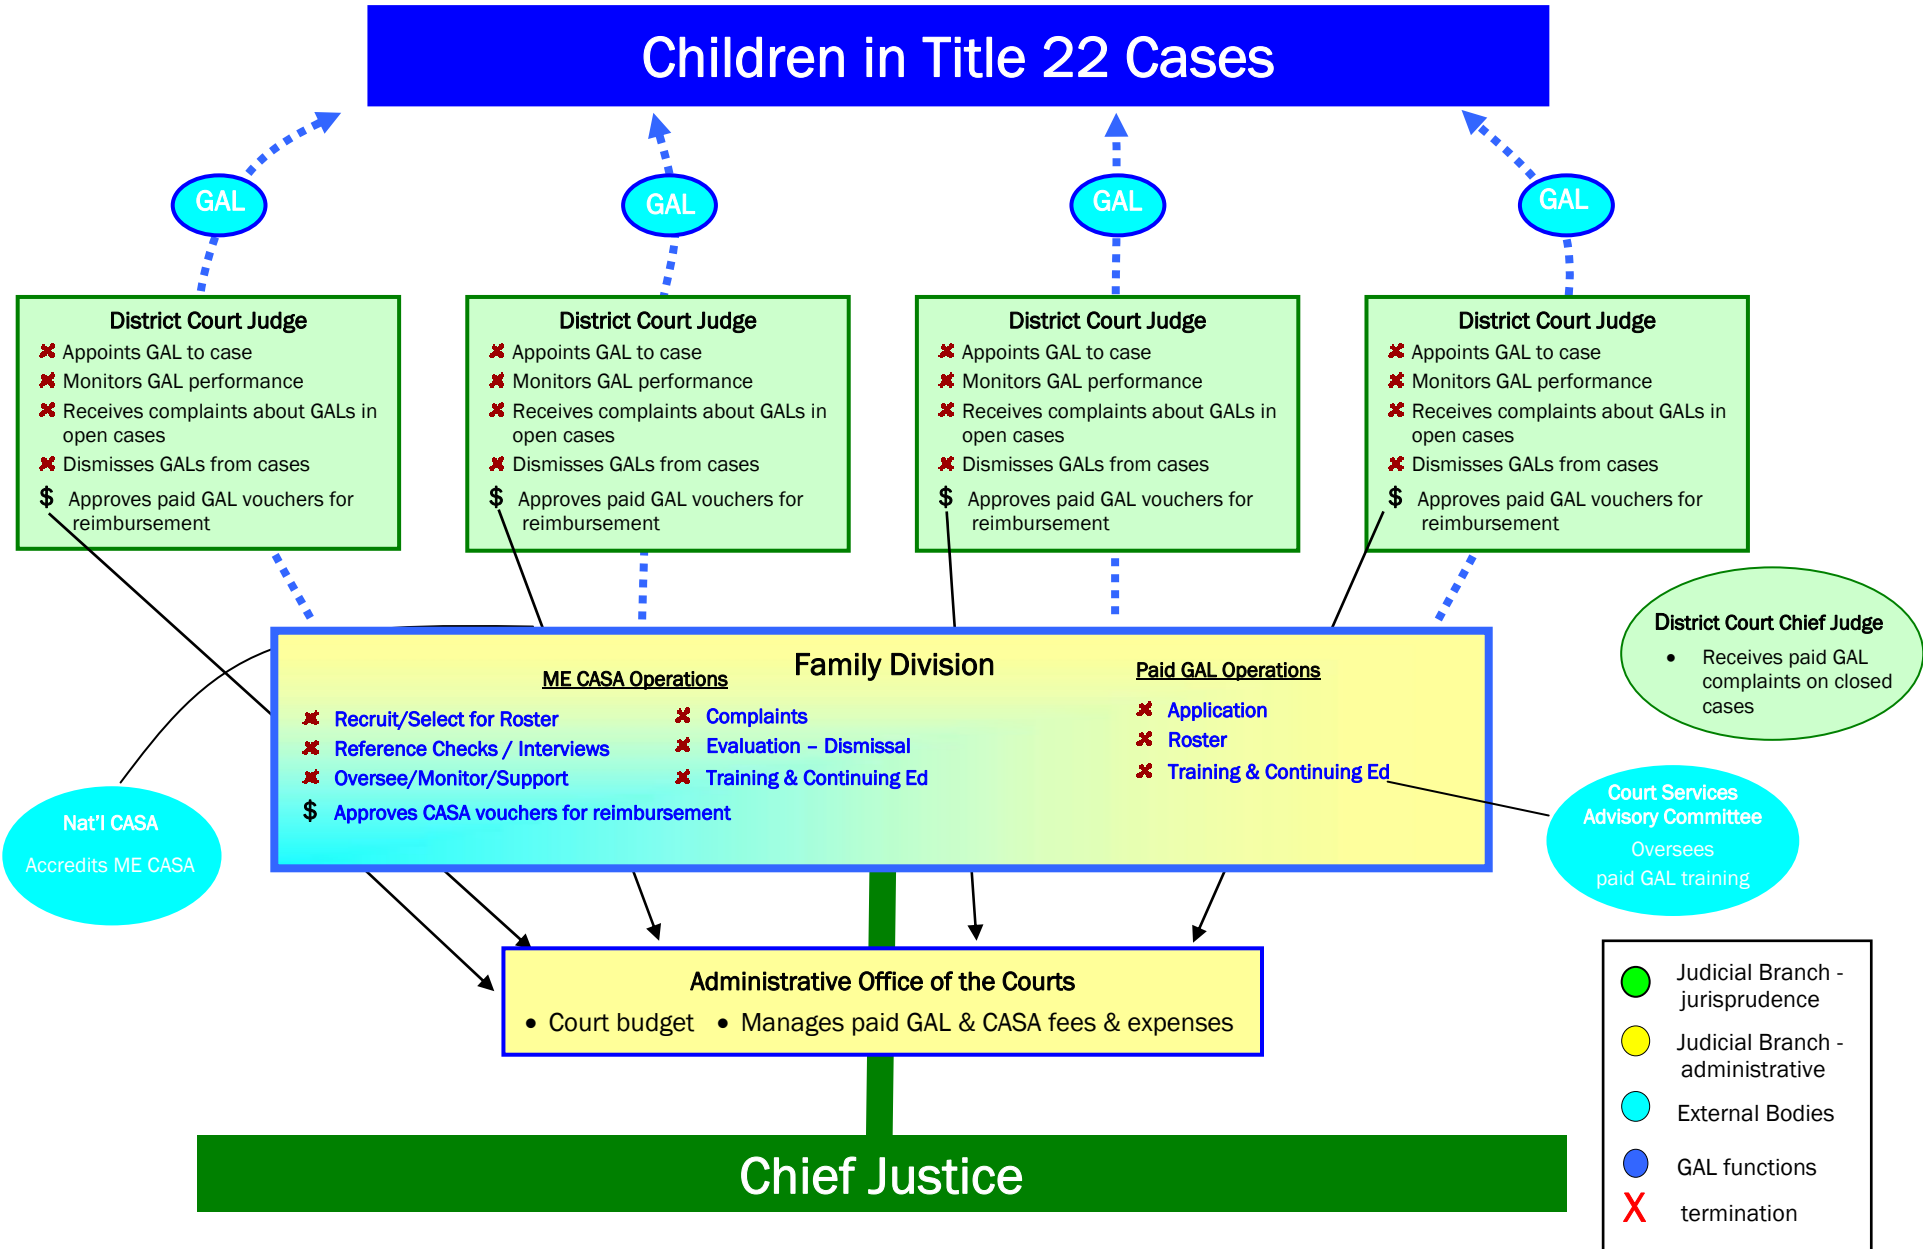 Children in Title 22 Cases
GAL
GAL
GAL
GAL
District Court Judge
Appoints GAL to case
Monitors GAL performance
Receives complaints about GALs in
open cases
Dismisses GALs from cases
$ Approves paid GAL vouchers for
reimbursement
District Court Judge
Appoints GAL to case
Monitors GAL performance
Receives complaints about GALs in
open cases
Dismisses GALs from cases
$ Approves paid GAL vouchers for
reimbursement
District Court Judge
Appoints GAL to case
Monitors GAL performance
Receives complaints about GALs in
open cases
Dismisses GALs from cases
$ Approves paid GAL vouchers for
reimbursement
District Court Judge
Appoints GAL to case
Monitors GAL performance
Receives complaints about GALs in
open cases
Dismisses GALs from cases
$ Approves paid GAL vouchers for
reimbursement
District Court Chief Judge
• Receives paid GAL
complaints on closed
cases
Family Division
ME CASA Operations
Recruit/Select for Roster
Reference Checks / Interviews
Oversee/Monitor/Support
$ Approves CASA vouchers for reimbursement
Complaints
Evaluation – Dismissal
Training & Continuing Ed
Paid GAL Operations
Application
Roster
Training & Continuing Ed
Nat'l CASA
Accredits ME CASA
Court Services
Advisory Committee
Oversees
paid GAL training
Administrative Office of the Courts
• Court budget • Manages paid GAL & CASA fees & expenses
Chief Justice
Judicial Branch -
jurisprudence
Judicial Branch -
administrative
External Bodies
GAL functions
X termination